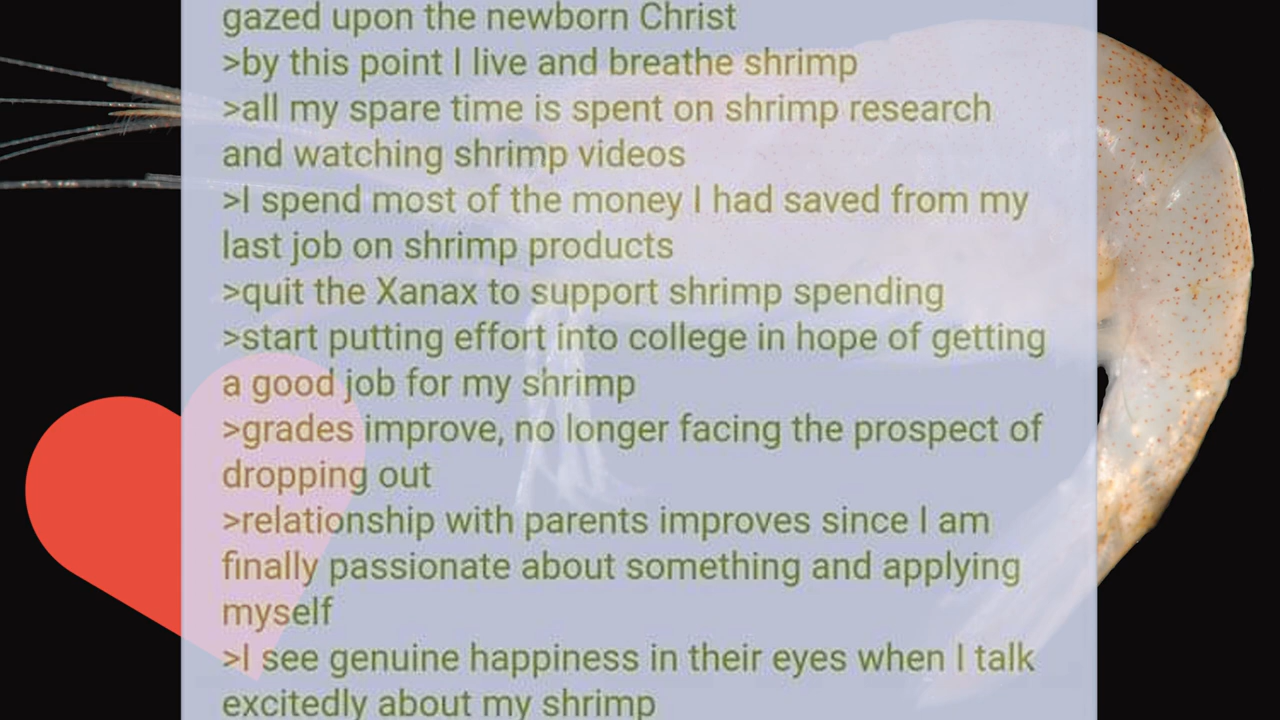 gazed upon the newborn Christ
>by this point I live and breathe shrimp
>all my spare time is spent on shrimp research
and watching shrimp videos
>I spend most of the money I had saved from my
last job on shrimp products
>quit the Xanax to support shrimp spending
>start putting effort into college in hope of getting
a good job for my shrimp
>grades improve, no longer facing the prospect of
dropping out
>relationship with parents improves since I am
finally passionate about something and applying
myself
>I see genuine happiness in their eyes when I talk
excitedly about my shrimp